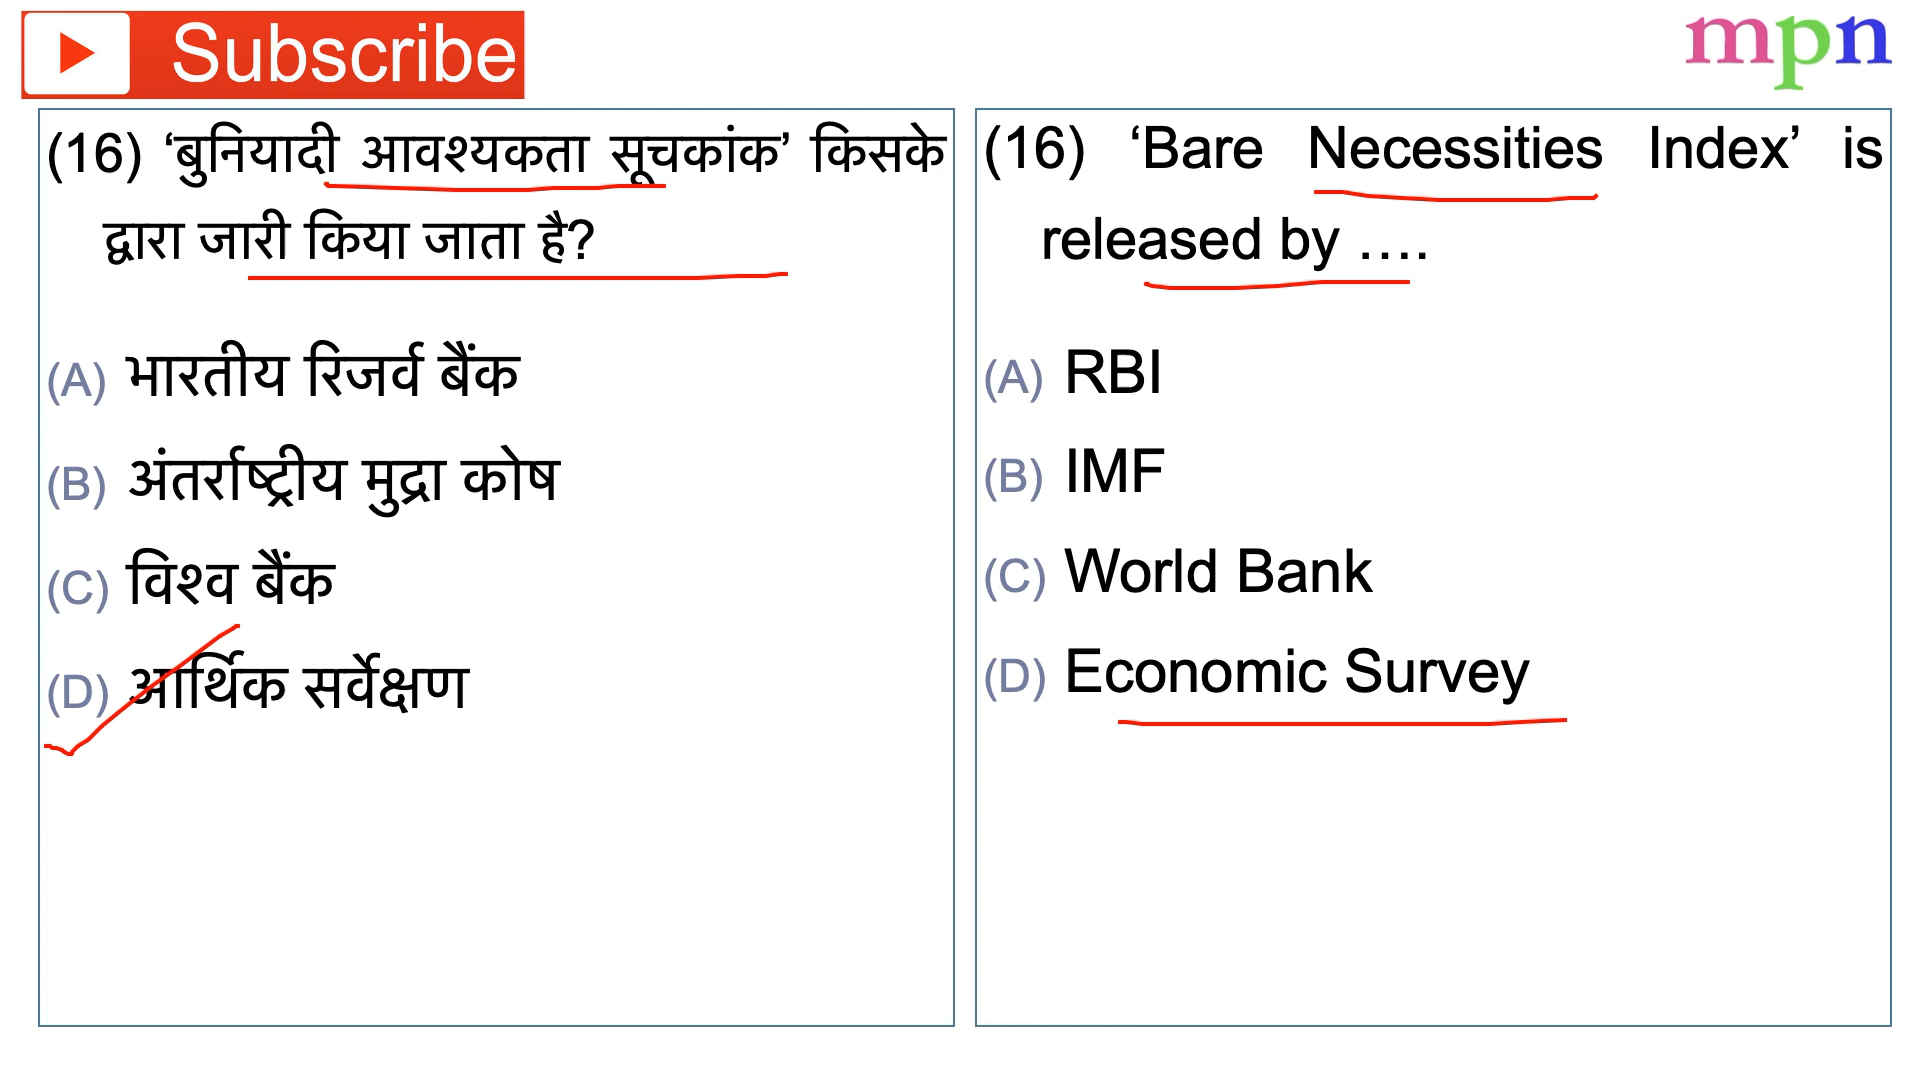 Subscribe
mpn
(16) ‘बुनियादी आवश्यकता सूचकांक’ किसके
द्वारा जारी किया जाता है?
(A) भारतीय रिजर्व बैंक
(B) अंतर्राष्ट्रीय मुद्रा कोष
(C) विश्व बैंक
(D) आर्थिक सर्वेक्षण
(16) ‘Bare Necessities Index’ is
released by ....
(A) RBI
(B) IMF
(C) World Bank
(D) Economic Survey